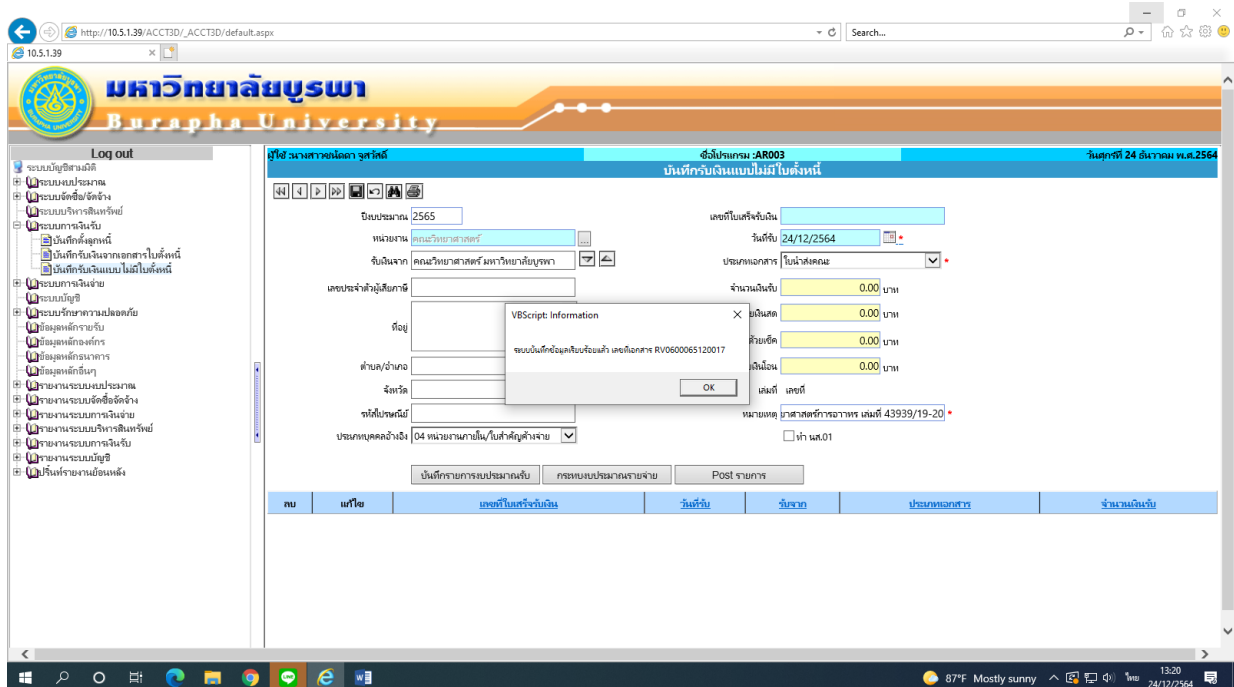 http://10.5.1.39/ACCT3D/_ACCT3D/default.aspx
Search...
10.5.1.39
มหาวิทยาลัยบูรพา
Burapha University
Log out
ระบบบัญชีสามมิติ
ระบบงบประมาณ
ระบบจัดซื้อ/จัดจ้าง
ระบบบริหารสินทรัพย์
ระบบการเงินรับ
บันทึกตั้งลูกหนี้
บันทึกรับเงินจากเอกสารใบตั้งหนี้
บันทึกรับเงินแบบไม่มีใบตั้งหนี้
ระบบการเงินจ่าย
ระบบบัญชี
ระบบรักษาความปลอดภัย
ข้อมูลหลักรายรับ
ข้อมูลหลักองค์กร
ข้อมูลหลักธนาคาร
ข้อมูลหลักอื่นๆ
รายงานระบบงบประมาณ
รายงานระบบจัดซื้อจัดจ้าง
รายงานระบบการเงินจ่าย
รายงานระบบบริหารสินทรัพย์
รายงานระบบการเงินรับ
รายงานระบบบัญชี
ปริ้นท์รายงานย้อนหลัง
ผู้ใช้ :นางสาวชนัดดา จูสวัสดิ์ ชื่อโปรแกรม :AR003 วันศุกร์ที่ 24 ธันวาคม พ.ศ.2564
บันทึกรับเงินแบบไม่มีใบตั้งหนี้
ปีงบประมาณ 2565 เลขที่ใบเสร็จรับเงิน
หน่วยงาน คณะวิทยาศาสตร์ ... วันที่รับ 24/12/2564 *
รับเงินจาก คณะวิทยาศาสตร์ มหาวิทยาลัยบูรพา ประเภทเอกสาร ใบนำส่งคณะ *
เลขประจำตัวผู้เสียภาษี จำนวนเงินรับ 0.00 บาท
ที่อยู่ ยเงินสด 0.00 บาท
ด้วยเช็ค 0.00 บาท
ตำบล/อำเภอ เงินโอน 0.00 บาท
จังหวัด เล่มที่ เลขที่
รหัสไปรษณีย์ หมายเหตุ ยาศาสตร์การอาาหร เล่มที่ 43939/19-20 *
ประเภทบุคคลอ้างอิง 04 หน่วยงานภายใน/ใบสำคัญค้างจ่าย ทำ นส.01
VBScript: Information
ระบบบันทึกข้อมูลเรียบร้อยแล้ว เลขที่เอกสาร RV0600065120017
OK
บันทึกรายการงบประมาณรับ กระทบงบประมาณรายจ่าย Post รายการ
ลบ แก้ไข เลขที่ใบเสร็จรับเงิน วันที่รับ รับจาก ประเภทเอกสาร จำนวนเงินรับ
87°F Mostly sunny ไทย 13:20
24/12/2564